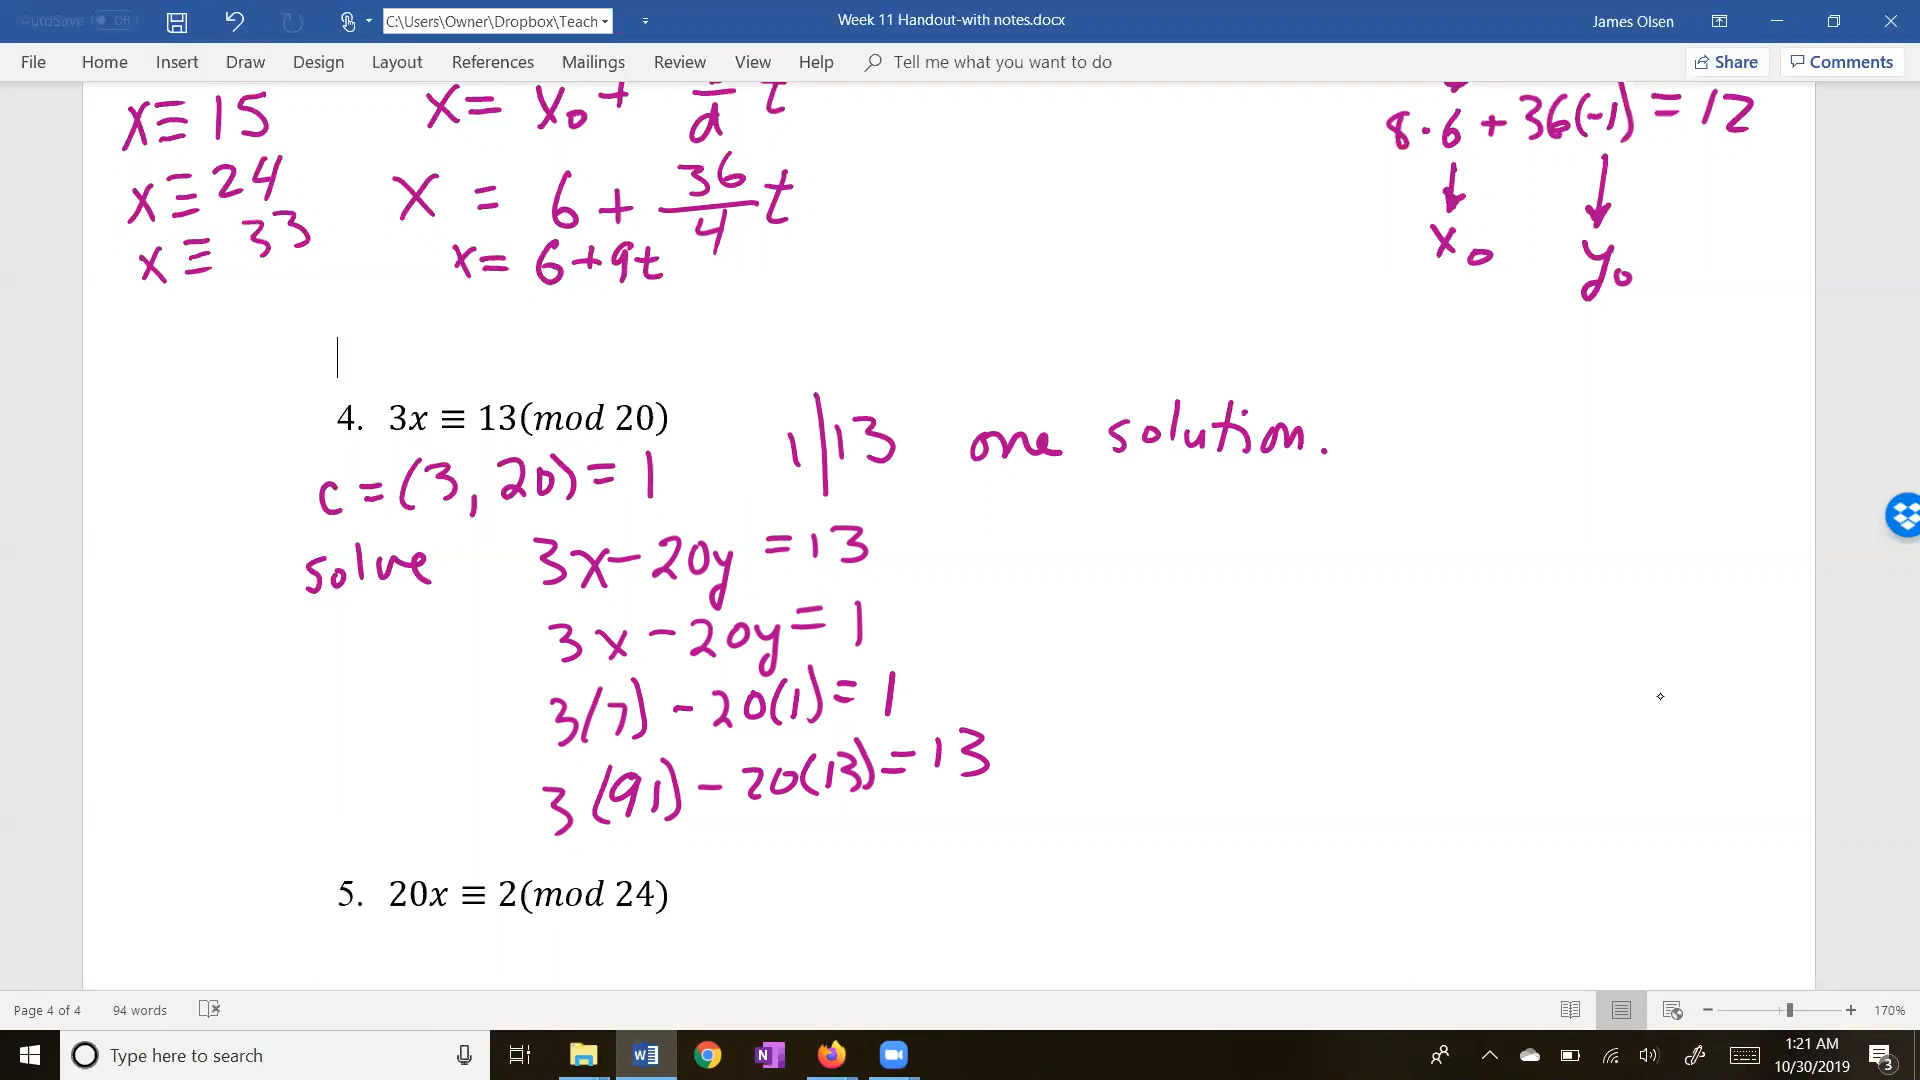 AutoSave Off C:\Users\Owner\Dropbox\Teach Week 11 Handout-with notes.docx James Olsen
File Home Insert Draw Design Layout References Mailings Review View Help Tell me what you want to do Share Comments
x≡ 15
x≡ 24
x≡ 33
x= x₀+ /d t
x = 6+ 36/4 t
x= 6+9t
8·6 + 36(-1) = 12
x₀ y₀
4. 3x ≡ 13(mod 20) 1|13 one solution.
c = (3, 20) = 1
solve 3x-20y = 13
3x-20y = 1
3(7) - 20(1) = 1
3(91) - 20(13) = 13
5. 20x ≡ 2(mod 24)
Page 4 of 4 94 words 170%
Type here to search N W 1:21 AM
10/30/2019 3